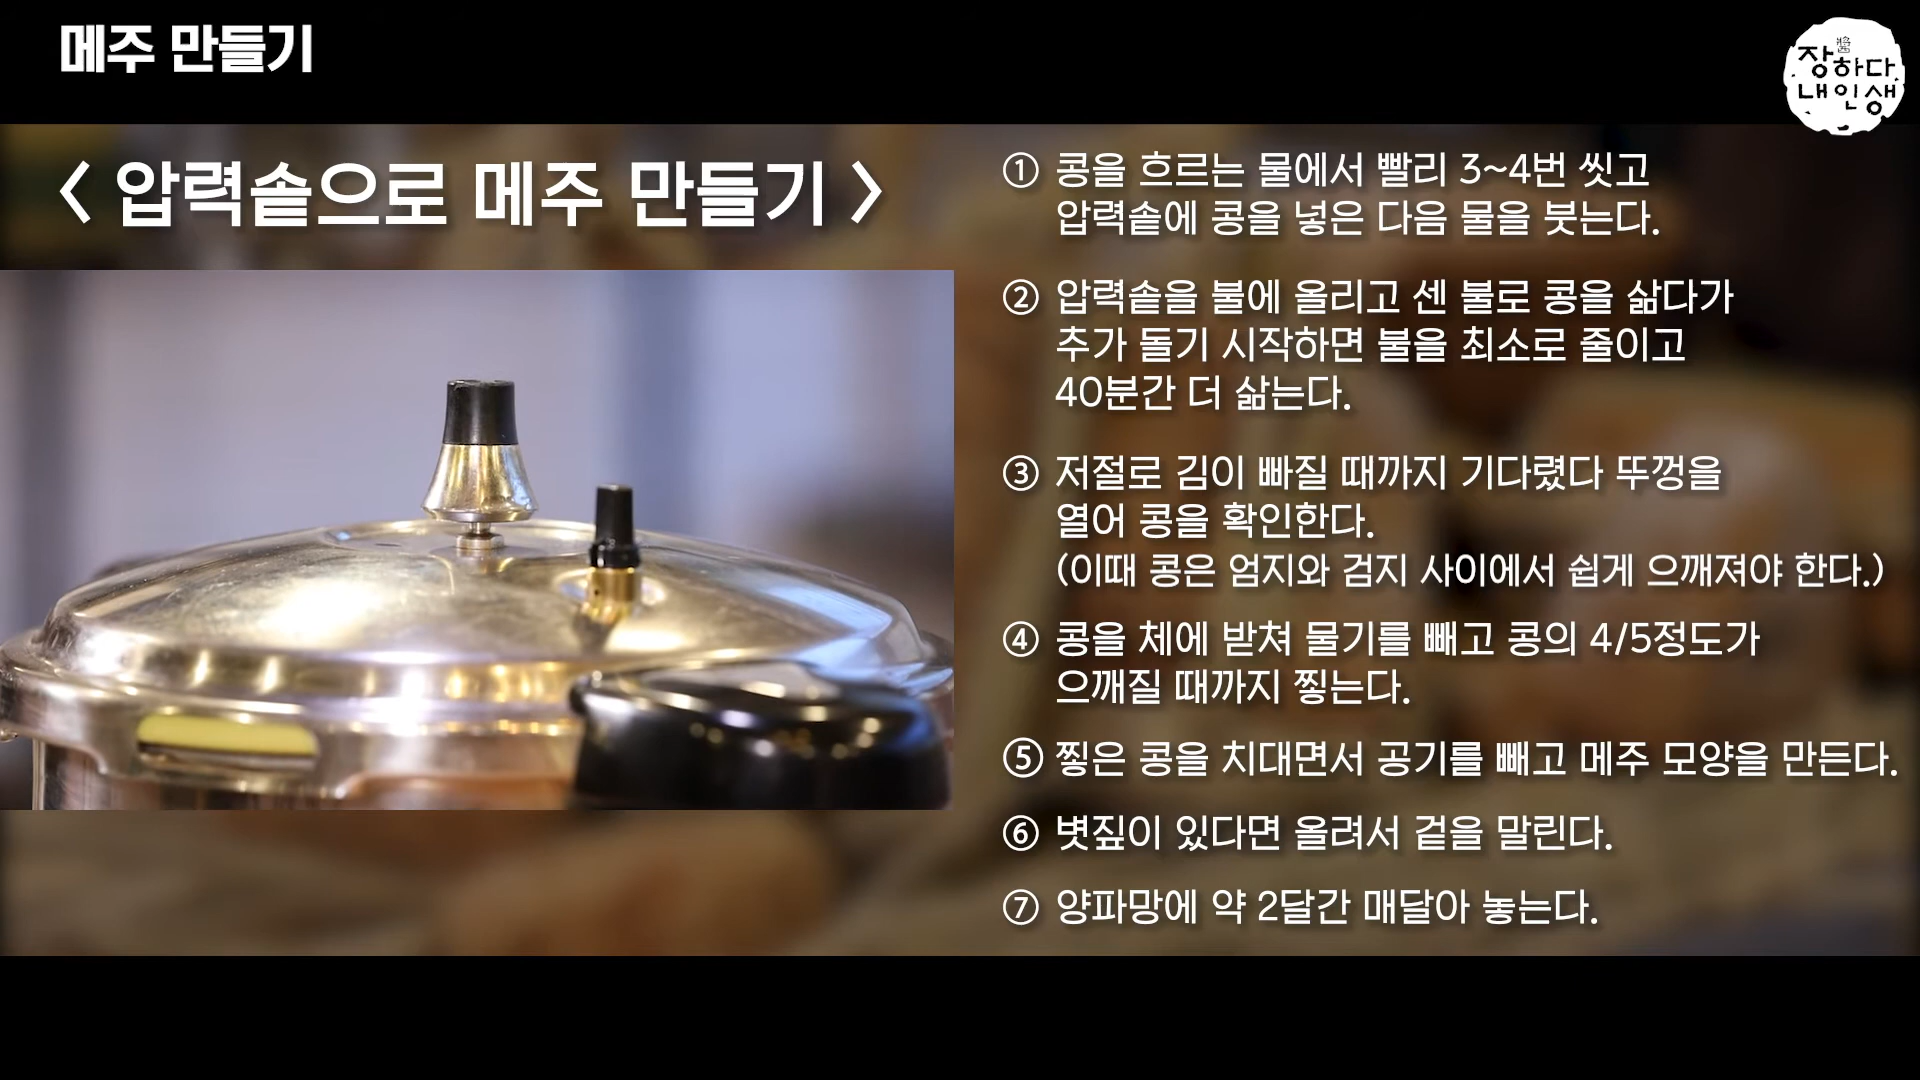 메주 만들기
醬
장하다
내인생
< 압력솥으로 메주 만들기 >
① 콩을 흐르는 물에서 빨리 3~4번 씻고
압력솥에 콩을 넣은 다음 물을 붓는다.
② 압력솥을 불에 올리고 센 불로 콩을 삶다가
추가 돌기 시작하면 불을 최소로 줄이고
40분간 더 삶는다.
③ 저절로 김이 빠질 때까지 기다렸다 뚜껑을
열어 콩을 확인한다.
(이때 콩은 엄지와 검지 사이에서 쉽게 으깨져야 한다.)
④ 콩을 체에 받쳐 물기를 빼고 콩의 4/5정도가
으깨질 때까지 찧는다.
⑤ 찧은 콩을 치대면서 공기를 빼고 메주 모양을 만든다.
⑥ 볏짚이 있다면 올려서 겉을 말린다.
⑦ 양파망에 약 2달간 매달아 놓는다.